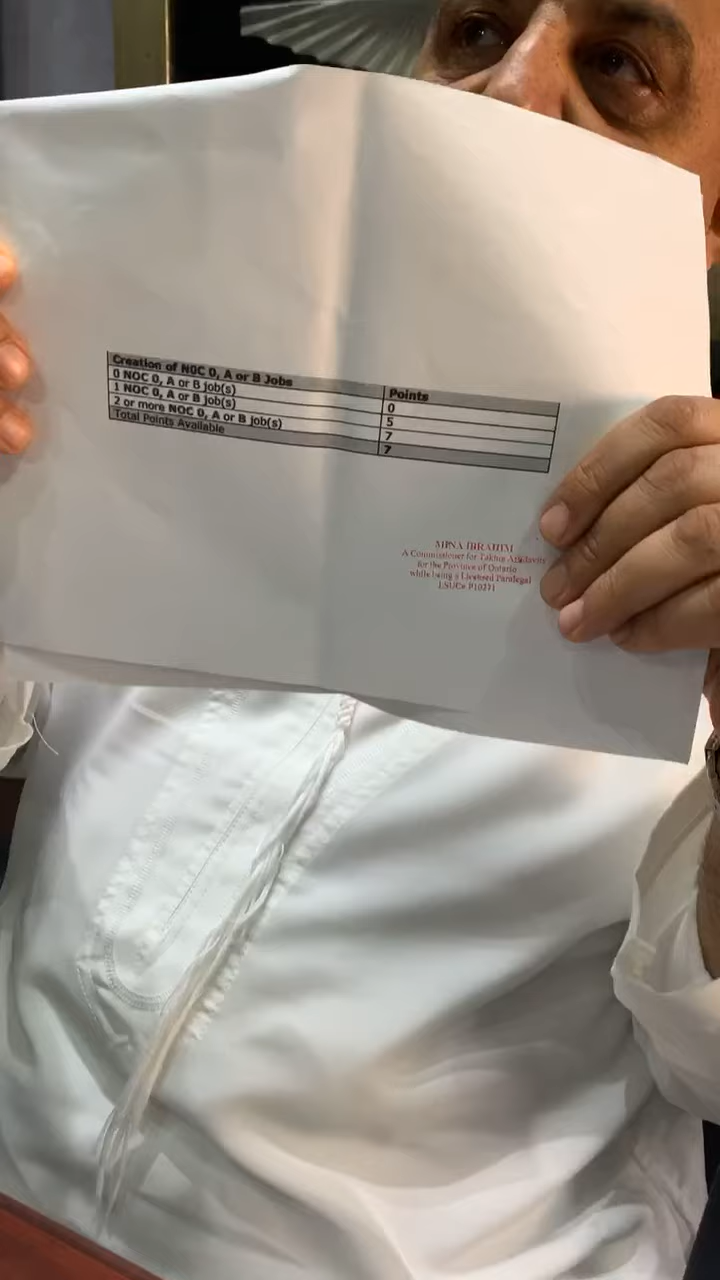 Creation of NOC 0, A or B Jobs Points
0 NOC 0, A or B job(s) 0
1 NOC 0, A or B job(s) 5
2 or more NOC 0, A or B job(s) 7
Total Points Available 7
MINA IBRAHIM
A Commissioner for Taking Affidavits
for the Province of Ontario
while being a Licensed Paralegal
LSUC# P10271